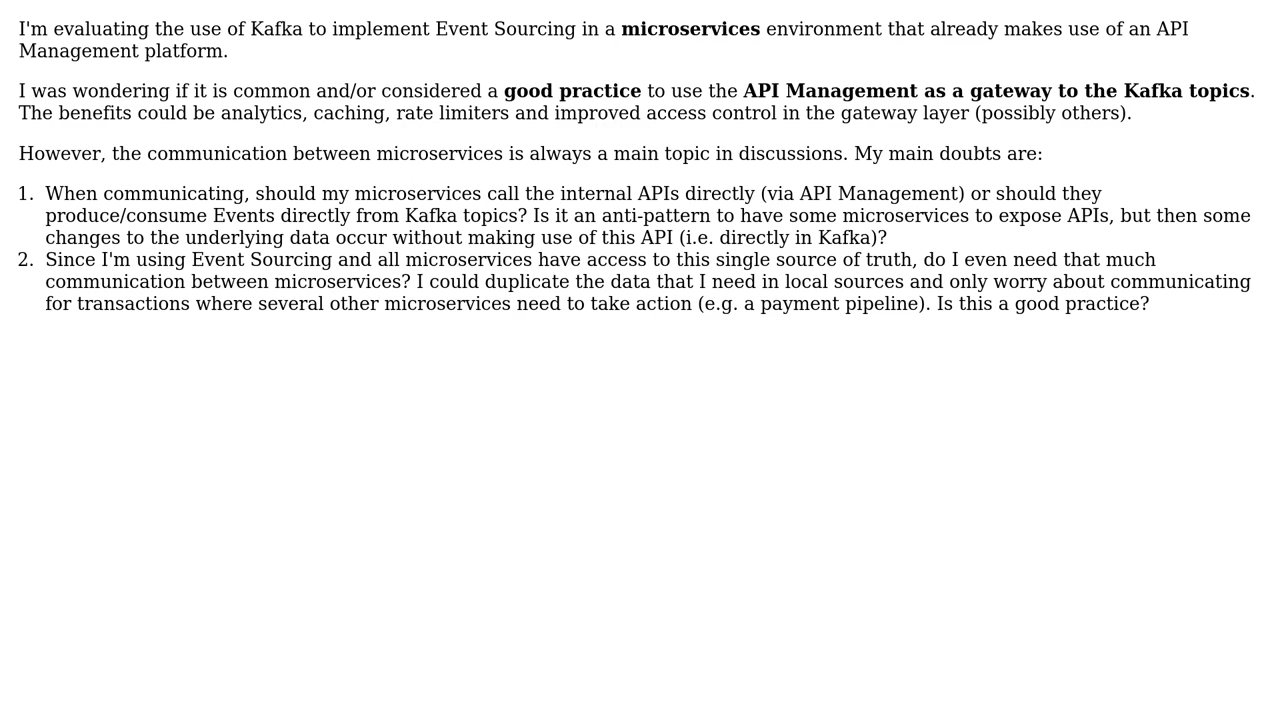 I'm evaluating the use of Kafka to implement Event Sourcing in a microservices environment that already makes use of an API
Management platform.
I was wondering if it is common and/or considered a good practice to use the API Management as a gateway to the Kafka topics.
The benefits could be analytics, caching, rate limiters and improved access control in the gateway layer (possibly others).
However, the communication between microservices is always a main topic in discussions. My main doubts are:
1. When communicating, should my microservices call the internal APIs directly (via API Management) or should they
produce/consume Events directly from Kafka topics? Is it an anti-pattern to have some microservices to expose APIs, but then some
changes to the underlying data occur without making use of this API (i.e. directly in Kafka)?
2. Since I'm using Event Sourcing and all microservices have access to this single source of truth, do I even need that much
communication between microservices? I could duplicate the data that I need in local sources and only worry about communicating
for transactions where several other microservices need to take action (e.g. a payment pipeline). Is this a good practice?